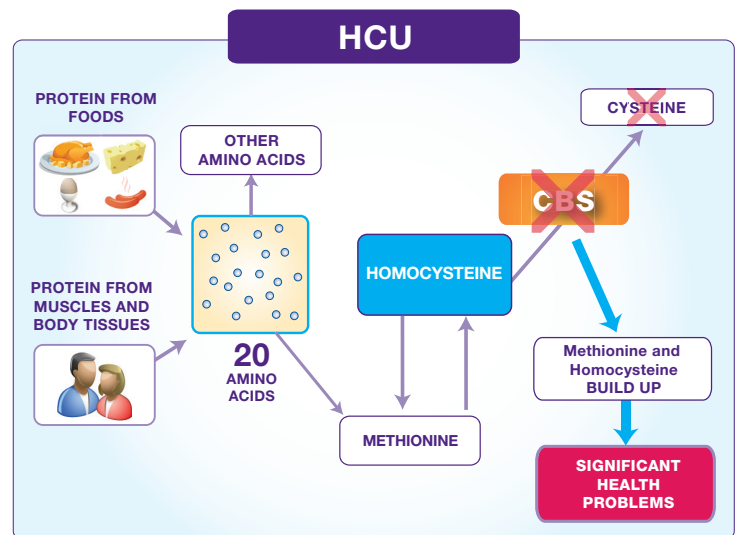 HCU
PROTEIN FROM
FOODS
OTHER
AMINO ACIDS
CYSTEINE
CBS
HOMOCYSTEINE
PROTEIN FROM
MUSCLES AND
BODY TISSUES
20
AMINO
ACIDS
METHIONINE
Methionine and
Homocysteine
BUILD UP
SIGNIFICANT
HEALTH
PROBLEMS